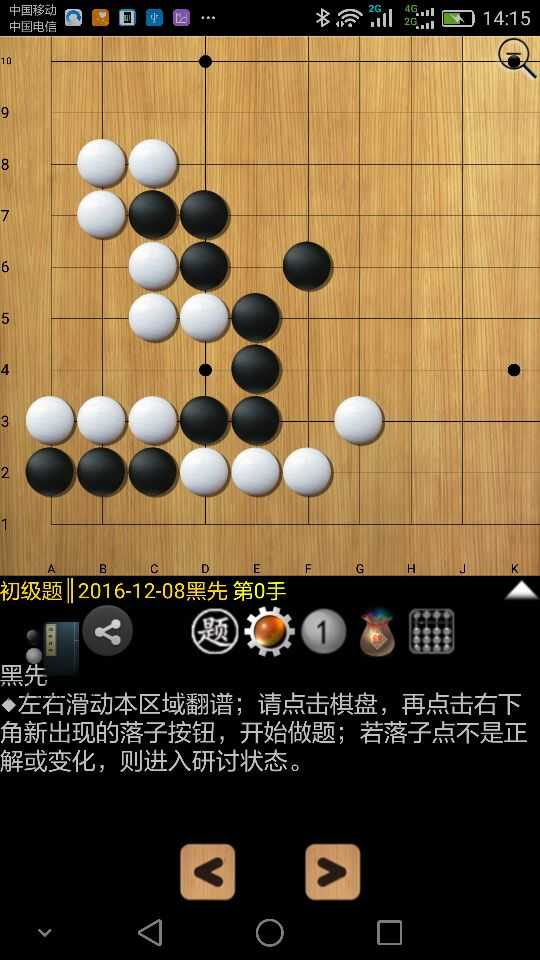 中国移动
中国电信
2G
4G
2G
14:15
10
9
8
7
6
5
4
3
2
1
A B C D E F G H J K
初级题‖2016-12-08黑先 第0手
题
1
黑先
◆左右滑动本区域翻谱；请点击棋盘，再点击右下
角新出现的落子按钮，开始做题；若落子点不是正
解或变化，则进入研讨状态。